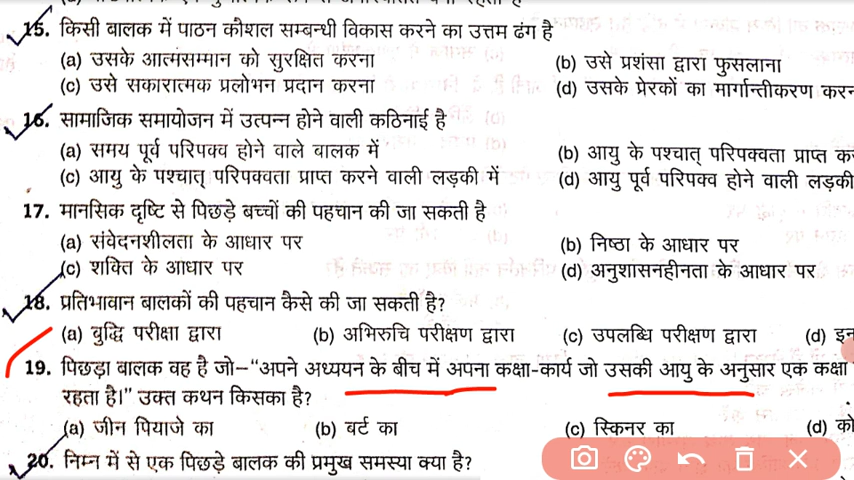 15. किसी बालक में पाठन कौशल सम्बन्धी विकास करने का उत्तम ढंग है
(a) उसके आत्मसम्मान को सुरक्षित करना (b) उसे प्रशंसा द्वारा फुसलाना
(c) उसे सकारात्मक प्रलोभन प्रदान करना (d) उसके प्रेरकों का मार्गान्तीकरण करन
16. सामाजिक समायोजन में उत्पन्न होने वाली कठिनाई है
(a) समय पूर्व परिपक्व होने वाले बालक में (b) आयु के पश्चात् परिपक्वता प्राप्त क
(c) आयु के पश्चात् परिपक्वता प्राप्त करने वाली लड़की में (d) आयु पूर्व परिपक्व होने वाली लड़की
17. मानसिक दृष्टि से पिछड़े बच्चों की पहचान की जा सकती है
(a) संवेदनशीलता के आधार पर (b) निष्ठा के आधार पर
(c) शक्ति के आधार पर (d) अनुशासनहीनता के आधार पर
18. प्रतिभावान बालकों की पहचान कैसे की जा सकती है?
(a) बुद्धि परीक्षा द्वारा (b) अभिरुचि परीक्षण द्वारा (c) उपलब्धि परीक्षण द्वारा (d) इन
19. पिछड़ा बालक वह है जो–“अपने अध्ययन के बीच में अपना कक्षा-कार्य जो उसकी आयु के अनुसार एक कक्षा
रहता है।” उक्त कथन किसका है?
(a) जीन पियाजे का (b) बर्ट का (c) स्किनर का (d) को
20. निम्न में से एक पिछड़े बालक की प्रमुख समस्या क्या है?